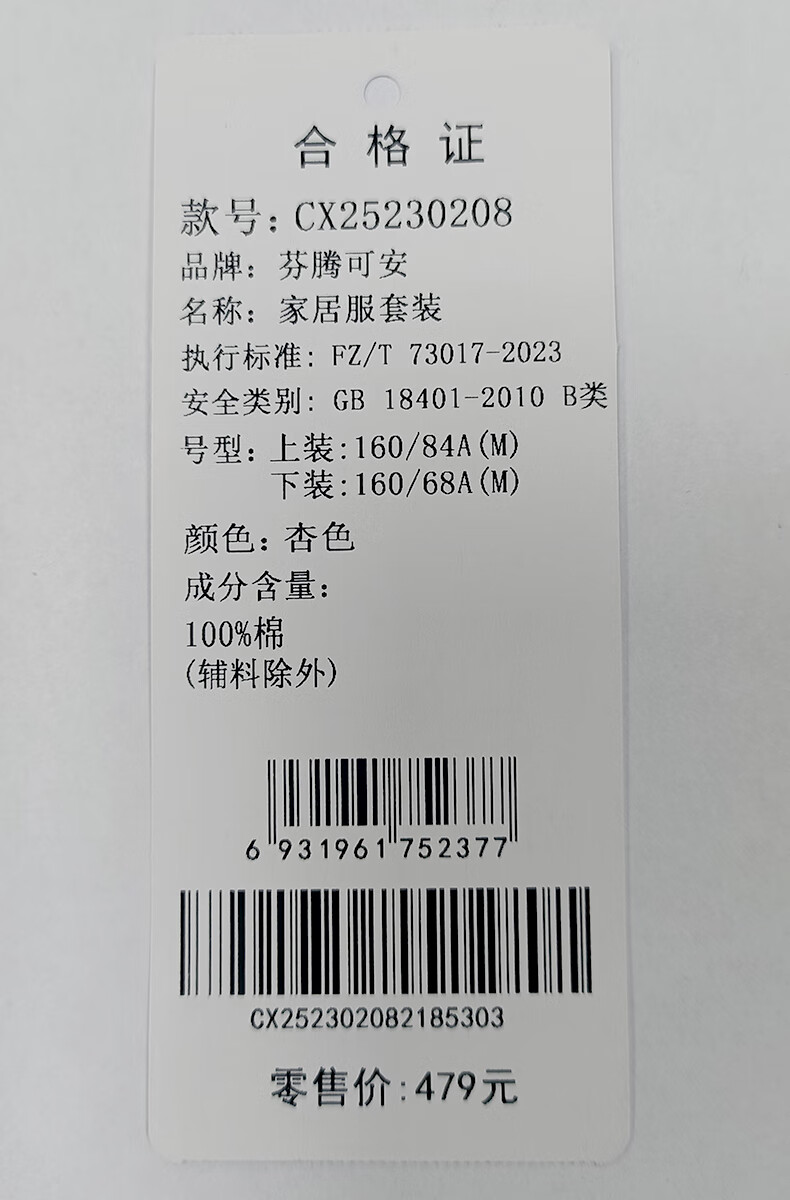 合格证
款号:CX25230208
品牌：芬腾可安
名称：家居服套装
执行标准: FZ/T 73017-2023
安全类别: GB 18401-2010 B类
号型：上装:160/84A(M)
下装:160/68A(M)
颜色：杏色
成分含量：
100%棉
(辅料除外)
6 931961 752377
CX252302082185303
零售价:479元